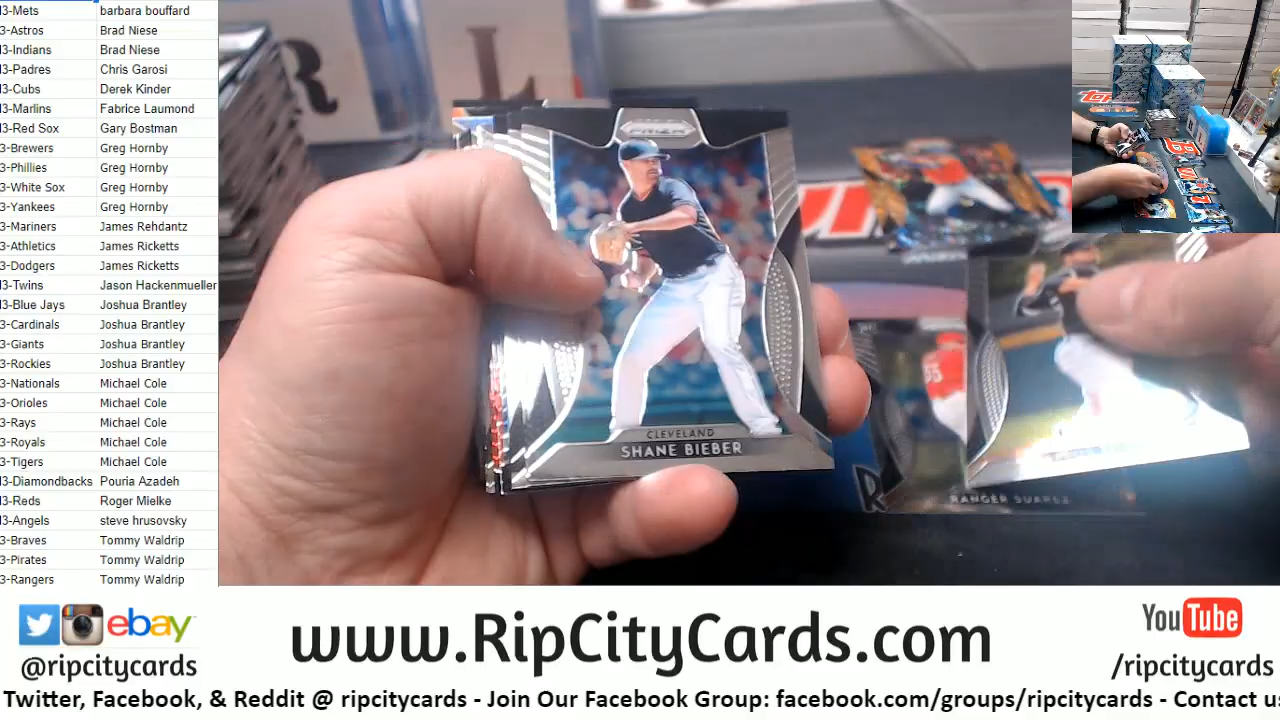 3-Mets barbara bouffard
3-Astros Brad Niese
3-Indians Brad Niese
3-Padres Chris Garosi
3-Cubs Derek Kinder
3-Marlins Fabrice Laumond
3-Red Sox Gary Bostman
3-Brewers Greg Hornby
3-Phillies Greg Hornby
3-White Sox Greg Hornby
3-Yankees Greg Hornby
3-Mariners James Rehdantz
3-Athletics James Ricketts
3-Dodgers James Ricketts
3-Twins Jason Hackenmueller
3-Blue Jays Joshua Brantley
3-Cardinals Joshua Brantley
3-Giants Joshua Brantley
3-Rockies Joshua Brantley
3-Nationals Michael Cole
3-Orioles Michael Cole
3-Rays Michael Cole
3-Royals Michael Cole
3-Tigers Michael Cole
3-Diamondbacks Pouria Azadeh
3-Reds Roger Mielke
3-Angels steve hrusovsky
3-Braves Tommy Waldrip
3-Pirates Tommy Waldrip
3-Rangers Tommy Waldrip
R L
PRIZM
CLEVELAND
SHANE BIEBER
RANGER SUAREZ
Topps
ebay
@ripcitycards
www.RipCityCards.com
YouTube
/ripcitycards
Twitter, Facebook, & Reddit @ ripcitycards - Join Our Facebook Group: facebook.com/groups/ripcitycards - Contact us